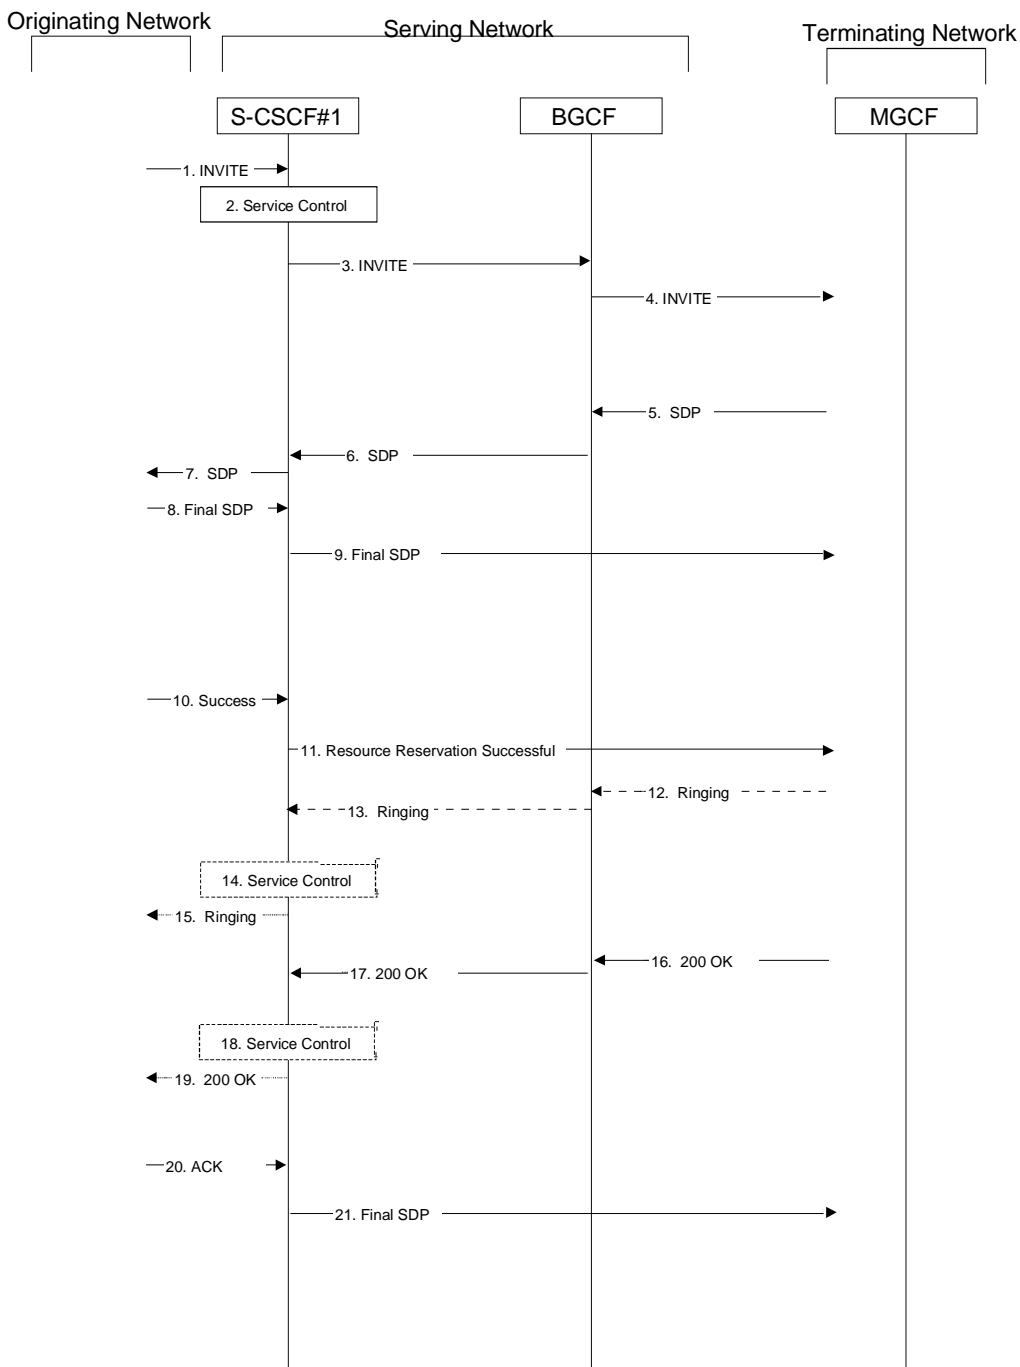 Originating Network
Serving Network
Terminating Network
S-CSCF#1
BGCF
MGCF
1. INVITE
2. Service Control
3. INVITE
4. INVITE
5. SDP
6. SDP
7. SDP
8. Final SDP
9. Final SDP
10. Success
11. Resource Reservation Successful
12. Ringing
13. Ringing
14. Service Control
15. Ringing
16. 200 OK
17. 200 OK
18. Service Control
19. 200 OK
20. ACK
21. Final SDP